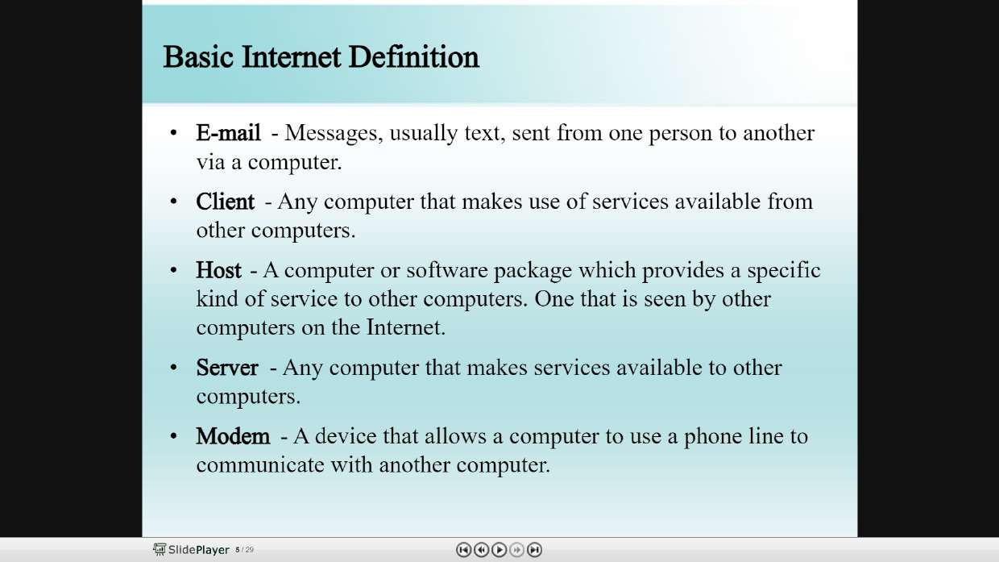 Basic Internet Definition
• E-mail - Messages, usually text, sent from one person to another
via a computer.
• Client - Any computer that makes use of services available from
other computers.
• Host - A computer or software package which provides a specific
kind of service to other computers. One that is seen by other
computers on the Internet.
• Server - Any computer that makes services available to other
computers.
• Modem - A device that allows a computer to use a phone line to
communicate with another computer.
SlidePlayer 5 / 29